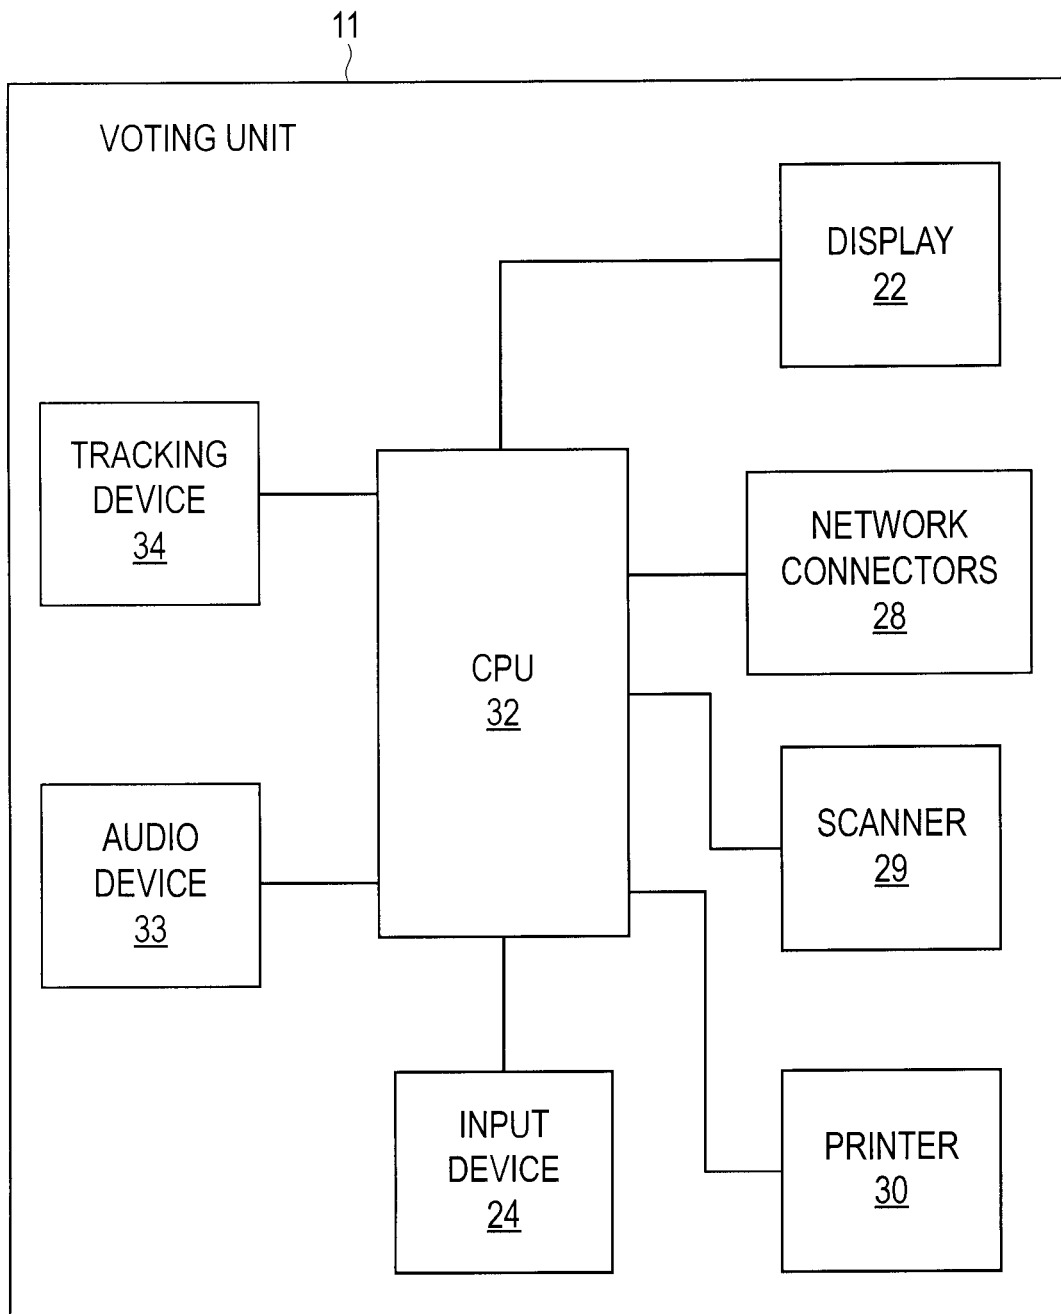 11
VOTING UNIT
DISPLAY
22
TRACKING
DEVICE
34
NETWORK
CONNECTORS
28
CPU
32
SCANNER
29
AUDIO
DEVICE
33
INPUT
DEVICE
24
PRINTER
30